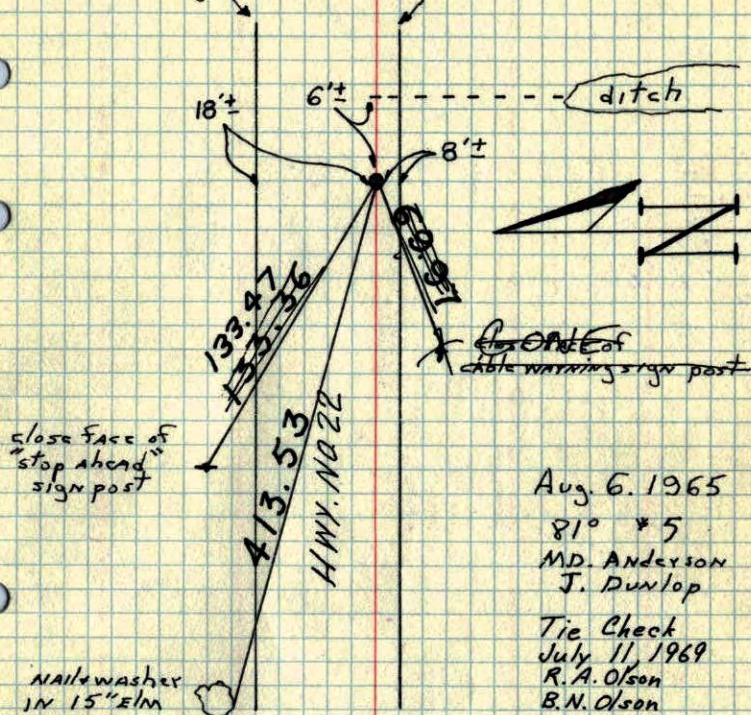 ditch
18'±
6'±
8'±
N
133.47
133.36
close face of
cable warning sign post
close face of
"stop ahead"
sign post
413.53
HWY. NO 22
Aug. 6. 1965
81° #5
MD. Anderson
J. Dunlop
Tie Check
July 11, 1969
R.A. Olson
B.N. Olson
Nail & washer
in 15" Elm